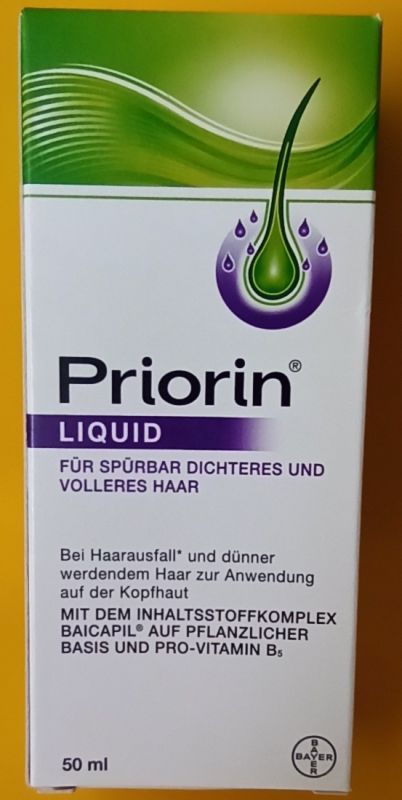 Priorin®
LIQUID
FÜR SPÜRBAR DICHTERES UND
VOLLERES HAAR
Bei Haarausfall* und dünner
werdendem Haar zur Anwendung
auf der Kopfhaut
MIT DEM INHALTSSTOFFKOMPLEX
BAICAPIL® AUF PFLANZLICHER
BASIS UND PRO-VITAMIN B₅
50 ml
BAYER
BAYER